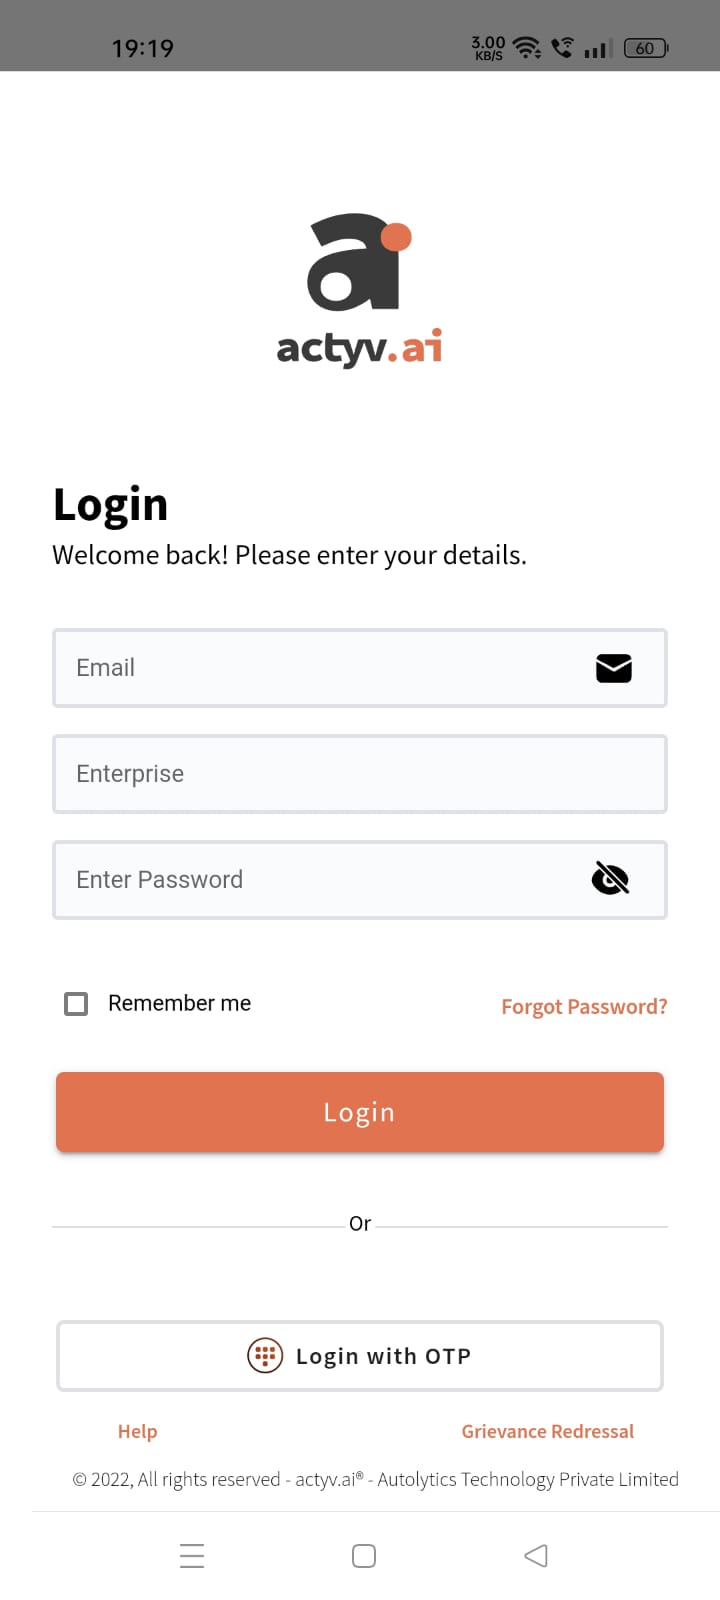 19:19
3.00
KB/S
60
a
actyv.ai
Login
Welcome back! Please enter your details.
Email
Enterprise
Enter Password
Remember me
Forgot Password?
Login
Or
Login with OTP
Help
Grievance Redressal
© 2022, All rights reserved - actyv.ai® - Autolytics Technology Private Limited